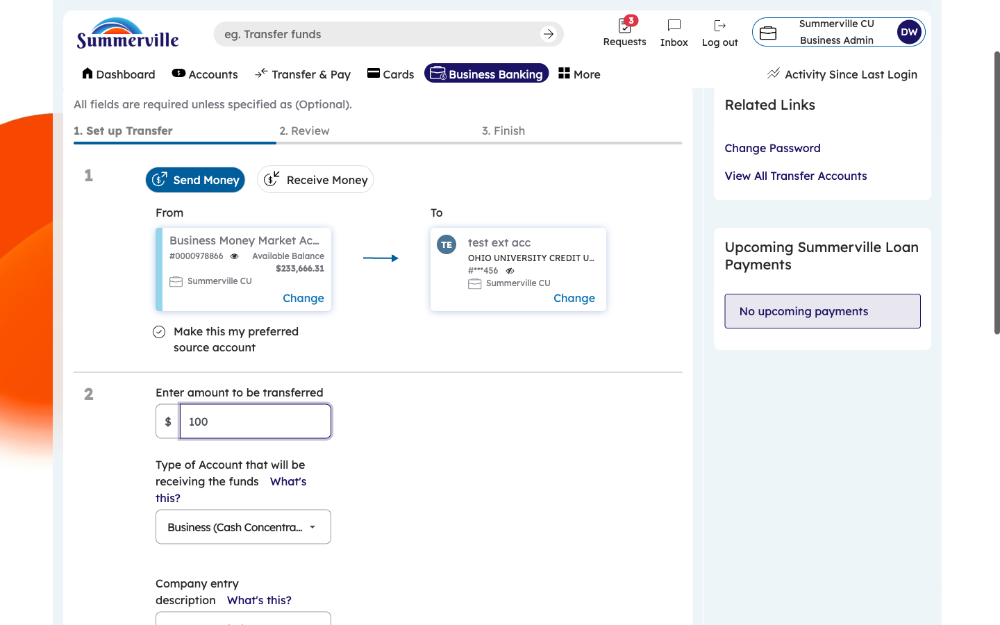 Summerville
eg. Transfer funds
3
Requests
Inbox
Log out
Summerville CU
Business Admin
DW
Dashboard
Accounts
Transfer & Pay
Cards
Business Banking
More
Activity Since Last Login
All fields are required unless specified as (Optional).
1. Set up Transfer
2. Review
3. Finish
1
Send Money
Receive Money
From
Business Money Market Ac...
#0000978866
Available Balance
$233,666.31
Summerville CU
Change
To
TE
test ext acc
OHIO UNIVERSITY CREDIT U...
#***456
Summerville CU
Change
Make this my preferred
source account
2
Enter amount to be transferred
$
100
Type of Account that will be
receiving the funds What's
this?
Business (Cash Concentra...
Company entry
description What's this?
Related Links
Change Password
View All Transfer Accounts
Upcoming Summerville Loan
Payments
No upcoming payments